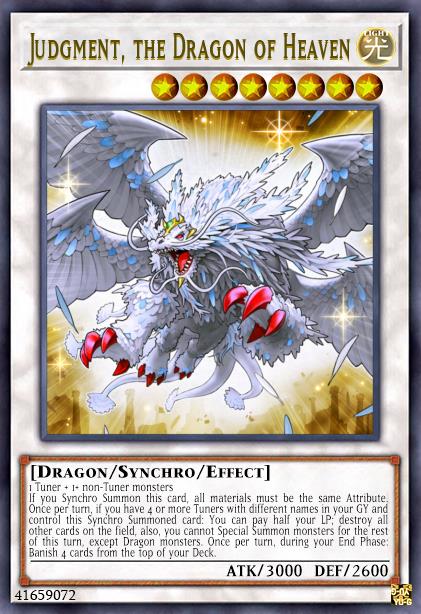 JUDGMENT, THE DRAGON OF HEAVEN
LIGHT
光
[DRAGON/SYNCHRO/EFFECT]
1 Tuner + 1+ non-Tuner monsters
If you Synchro Summon this card, all materials must be the same Attribute.
Once per turn, if you have 4 or more Tuners with different names in your GY and
control this Synchro Summoned card: You can pay half your LP; destroy all
other cards on the field, also, you cannot Special Summon monsters for the rest
of this turn, except Dragon monsters. Once per turn, during your End Phase:
Banish 4 cards from the top of your Deck.
ATK/3000 DEF/2600
41659072